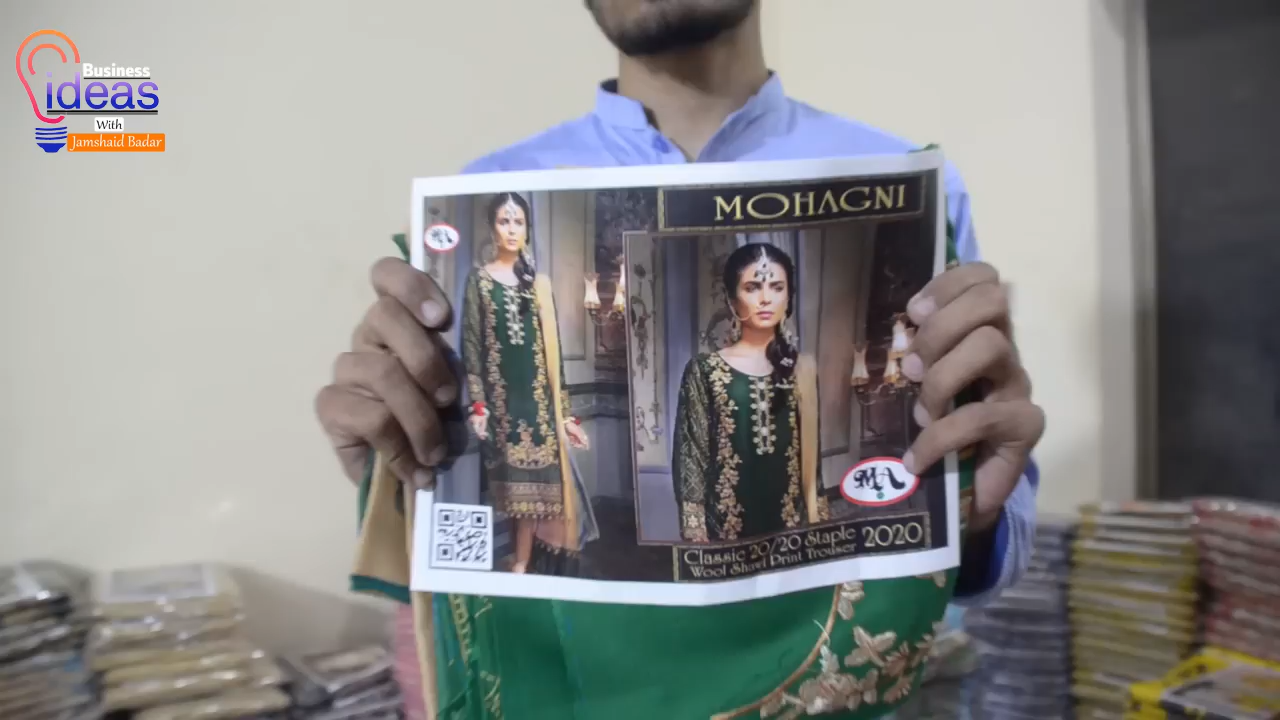 Business
ideas
With
Jamshaid Badar
MOHAGNI
MA
MA
Classic 20/20 Staple 2020
Wool Shawl Print Trouser